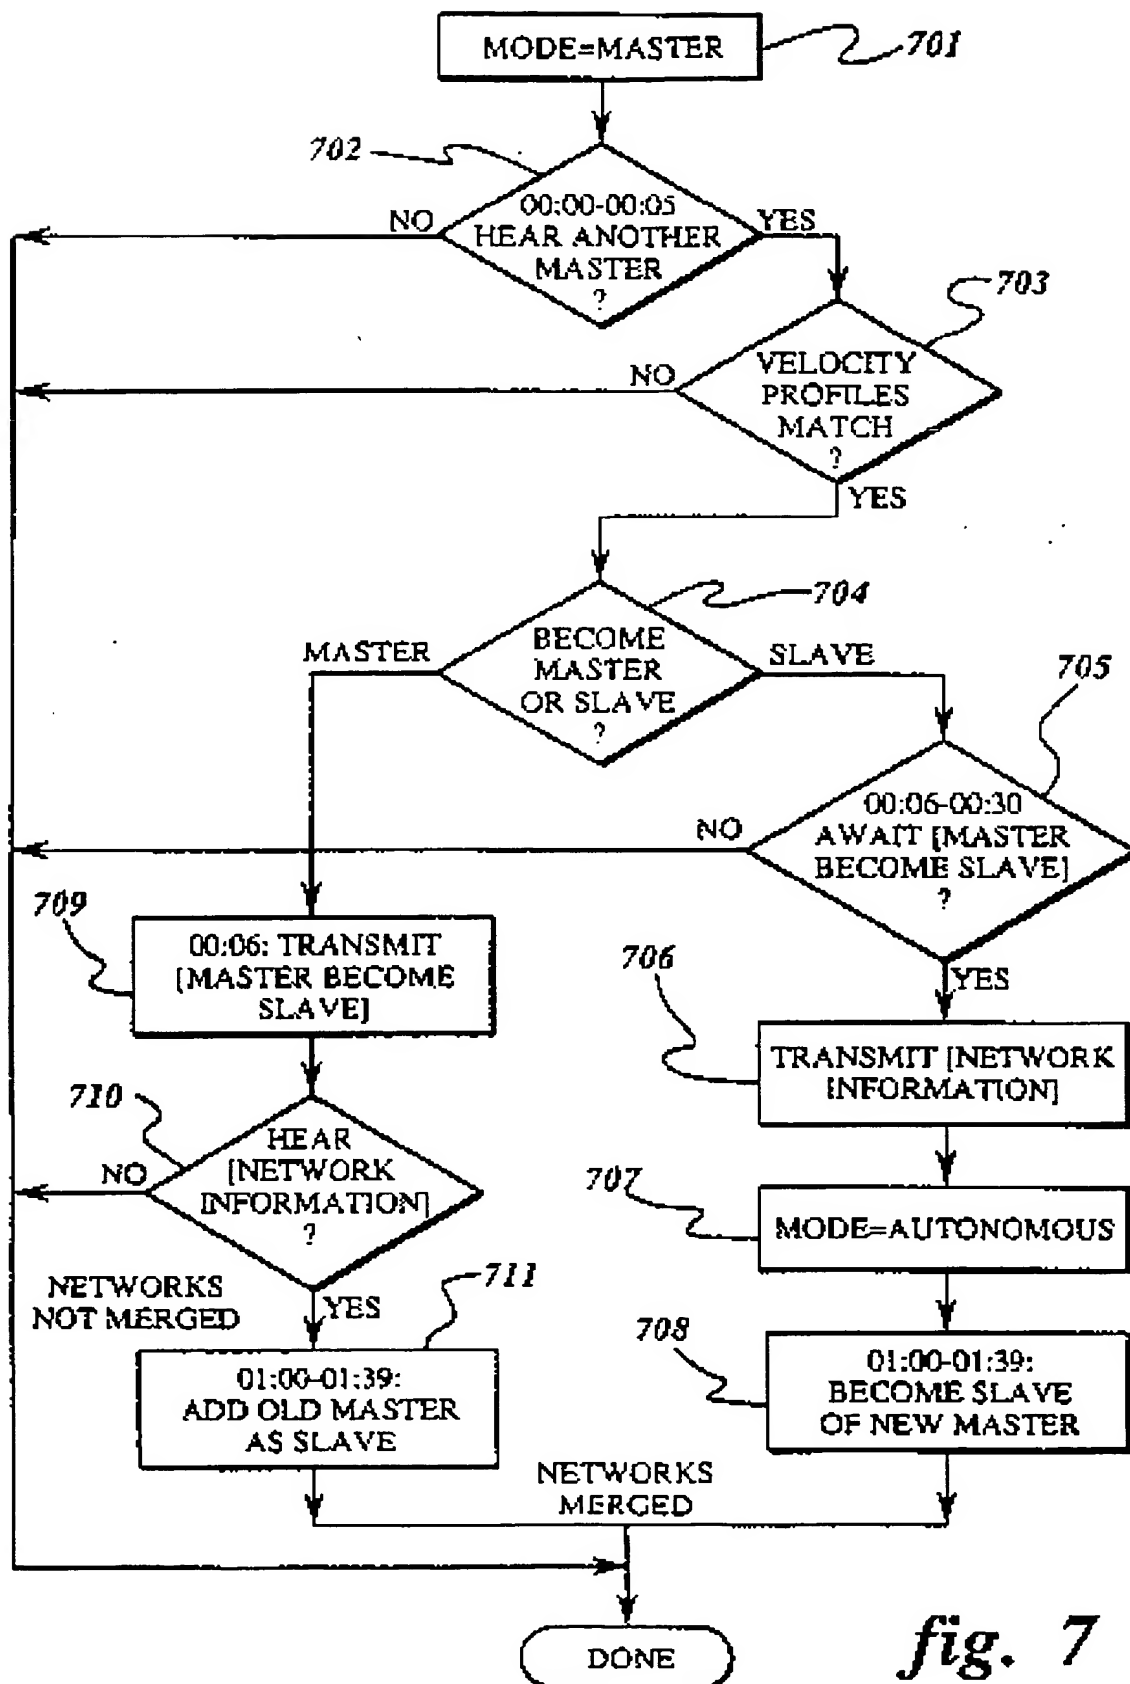 MODE=MASTER
701
702
00:00-00:05
HEAR ANOTHER
MASTER
?
NO
YES
703
VELOCITY
PROFILES
MATCH
?
NO
YES
704
BECOME
MASTER
OR SLAVE
?
MASTER
SLAVE
705
00:06-00:30
AWAIT [MASTER
BECOME SLAVE]
?
NO
YES
709
00:06: TRANSMIT
[MASTER BECOME
SLAVE]
706
TRANSMIT [NETWORK
INFORMATION]
710
HEAR
[NETWORK
INFORMATION]
?
NO
YES
707
MODE=AUTONOMOUS
NETWORKS
NOT MERGED
711
01:00-01:39:
ADD OLD MASTER
AS SLAVE
708
01:00-01:39:
BECOME SLAVE
OF NEW MASTER
NETWORKS
MERGED
DONE
fig. 7